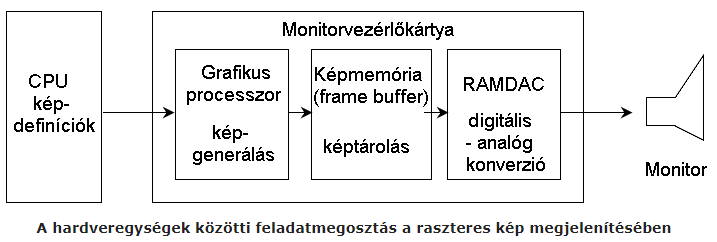 Monitorvezérlőkártya
CPU
kép-
definíciók
Grafikus
processzor
kép-
generálás
Képmemória
(frame buffer)
képtárolás
RAMDAC
digitális
- analóg
konverzió
Monitor
A hardveregységek közötti feladatmegosztás a raszteres kép megjelenítésében